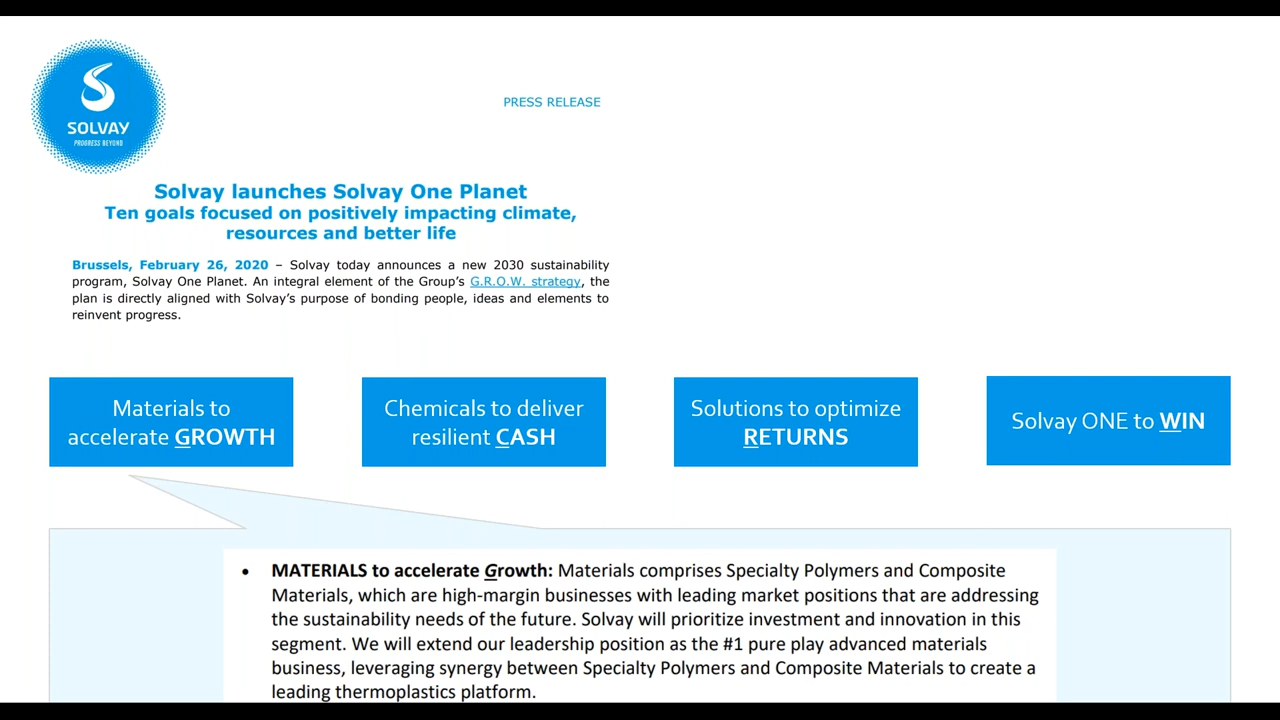 SOLVAY
PROGRESS BEYOND
PRESS RELEASE
Solvay launches Solvay One Planet
Ten goals focused on positively impacting climate,
resources and better life
Brussels, February 26, 2020 – Solvay today announces a new 2030 sustainability
program, Solvay One Planet. An integral element of the Group’s G.R.O.W. strategy, the
plan is directly aligned with Solvay’s purpose of bonding people, ideas and elements to
reinvent progress.
Materials to
accelerate GROWTH
Chemicals to deliver
resilient CASH
Solutions to optimize
RETURNS
Solvay ONE to WIN
• MATERIALS to accelerate Growth: Materials comprises Specialty Polymers and Composite
Materials, which are high-margin businesses with leading market positions that are addressing
the sustainability needs of the future. Solvay will prioritize investment and innovation in this
segment. We will extend our leadership position as the #1 pure play advanced materials
business, leveraging synergy between Specialty Polymers and Composite Materials to create a
leading thermoplastics platform.